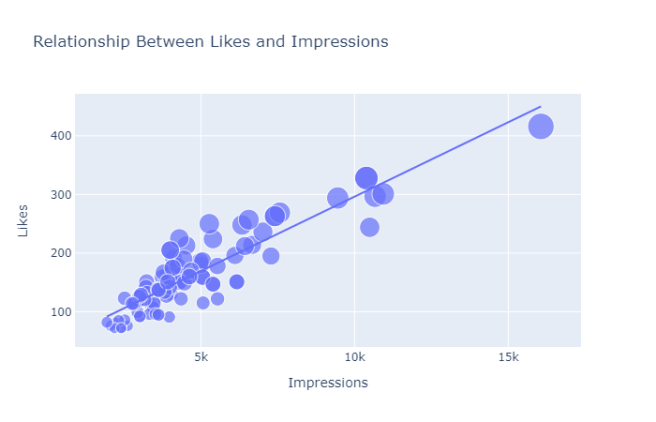 Relationship Between Likes and Impressions
400
300
200
100
Likes
5k
10k
15k
Impressions